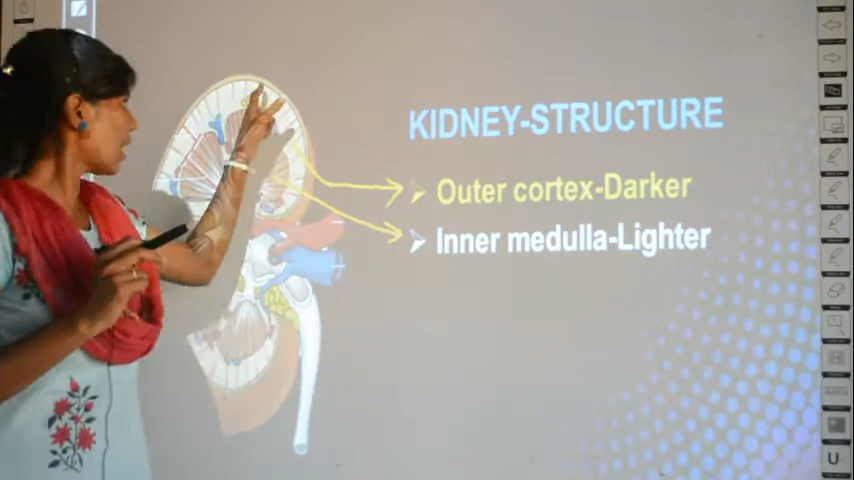 KIDNEY-STRUCTURE
➢ Outer cortex-Darker
➢ Inner medulla-Lighter
U